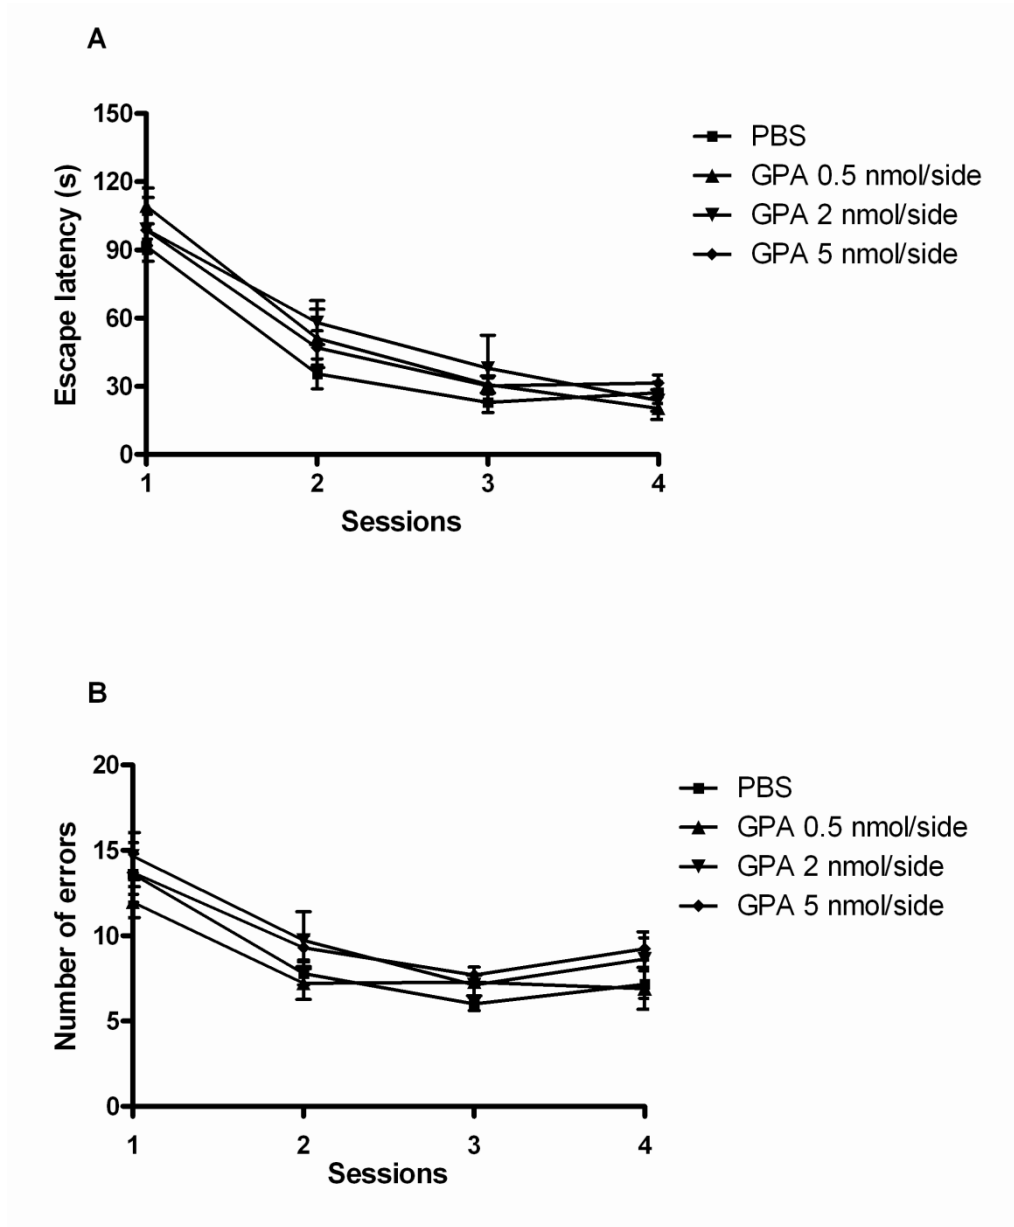 A
150
120
90
60
30
0
Escape latency (s)
1 2 3 4
Sessions
PBS
GPA 0.5 nmol/side
GPA 2 nmol/side
GPA 5 nmol/side
B
20
15
10
5
0
Number of errors
1 2 3 4
Sessions
PBS
GPA 0.5 nmol/side
GPA 2 nmol/side
GPA 5 nmol/side